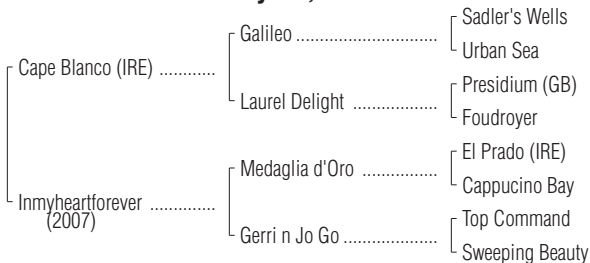 Sadler's Wells
Galileo ........................................
Urban Sea
Cape Blanco (IRE) ............
Presidium (GB)
Laurel Delight ...................
Foudroyer
El Prado (IRE)
Medaglia d'Oro .................
Cappucino Bay
Inmyheartforever ..............
(2007)
Top Command
Gerri n Jo Go .....................
Sweeping Beauty